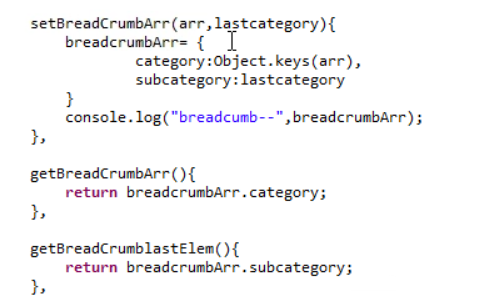 setBreadCrumbArr(arr,lastcategory){
breadcrumbArr= {
category:Object.keys(arr),
subcategory:lastcategory
}
console.log("breadcumb--",breadcrumbArr);
},
getBreadCrumbArr(){
return breadcrumbArr.category;
},
getBreadCrumblastElem(){
return breadcrumbArr.subcategory;
},